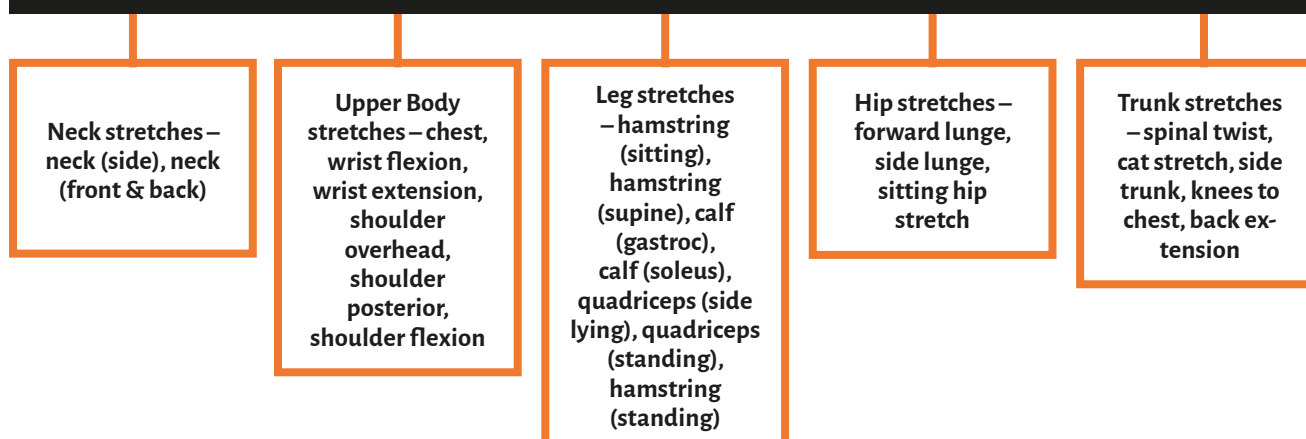 Neck stretches –
neck (side), neck
(front & back)
Upper Body
stretches – chest,
wrist flexion,
wrist extension,
shoulder
overhead,
shoulder
posterior,
shoulder flexion
Leg stretches
– hamstring
(sitting),
hamstring
(supine), calf
(gastroc),
calf (soleus),
quadriceps (side
lying), quadriceps
(standing),
hamstring
(standing)
Hip stretches –
forward lunge,
side lunge,
sitting hip
stretch
Trunk stretches
– spinal twist,
cat stretch, side
trunk, knees to
chest, back ex-
tension